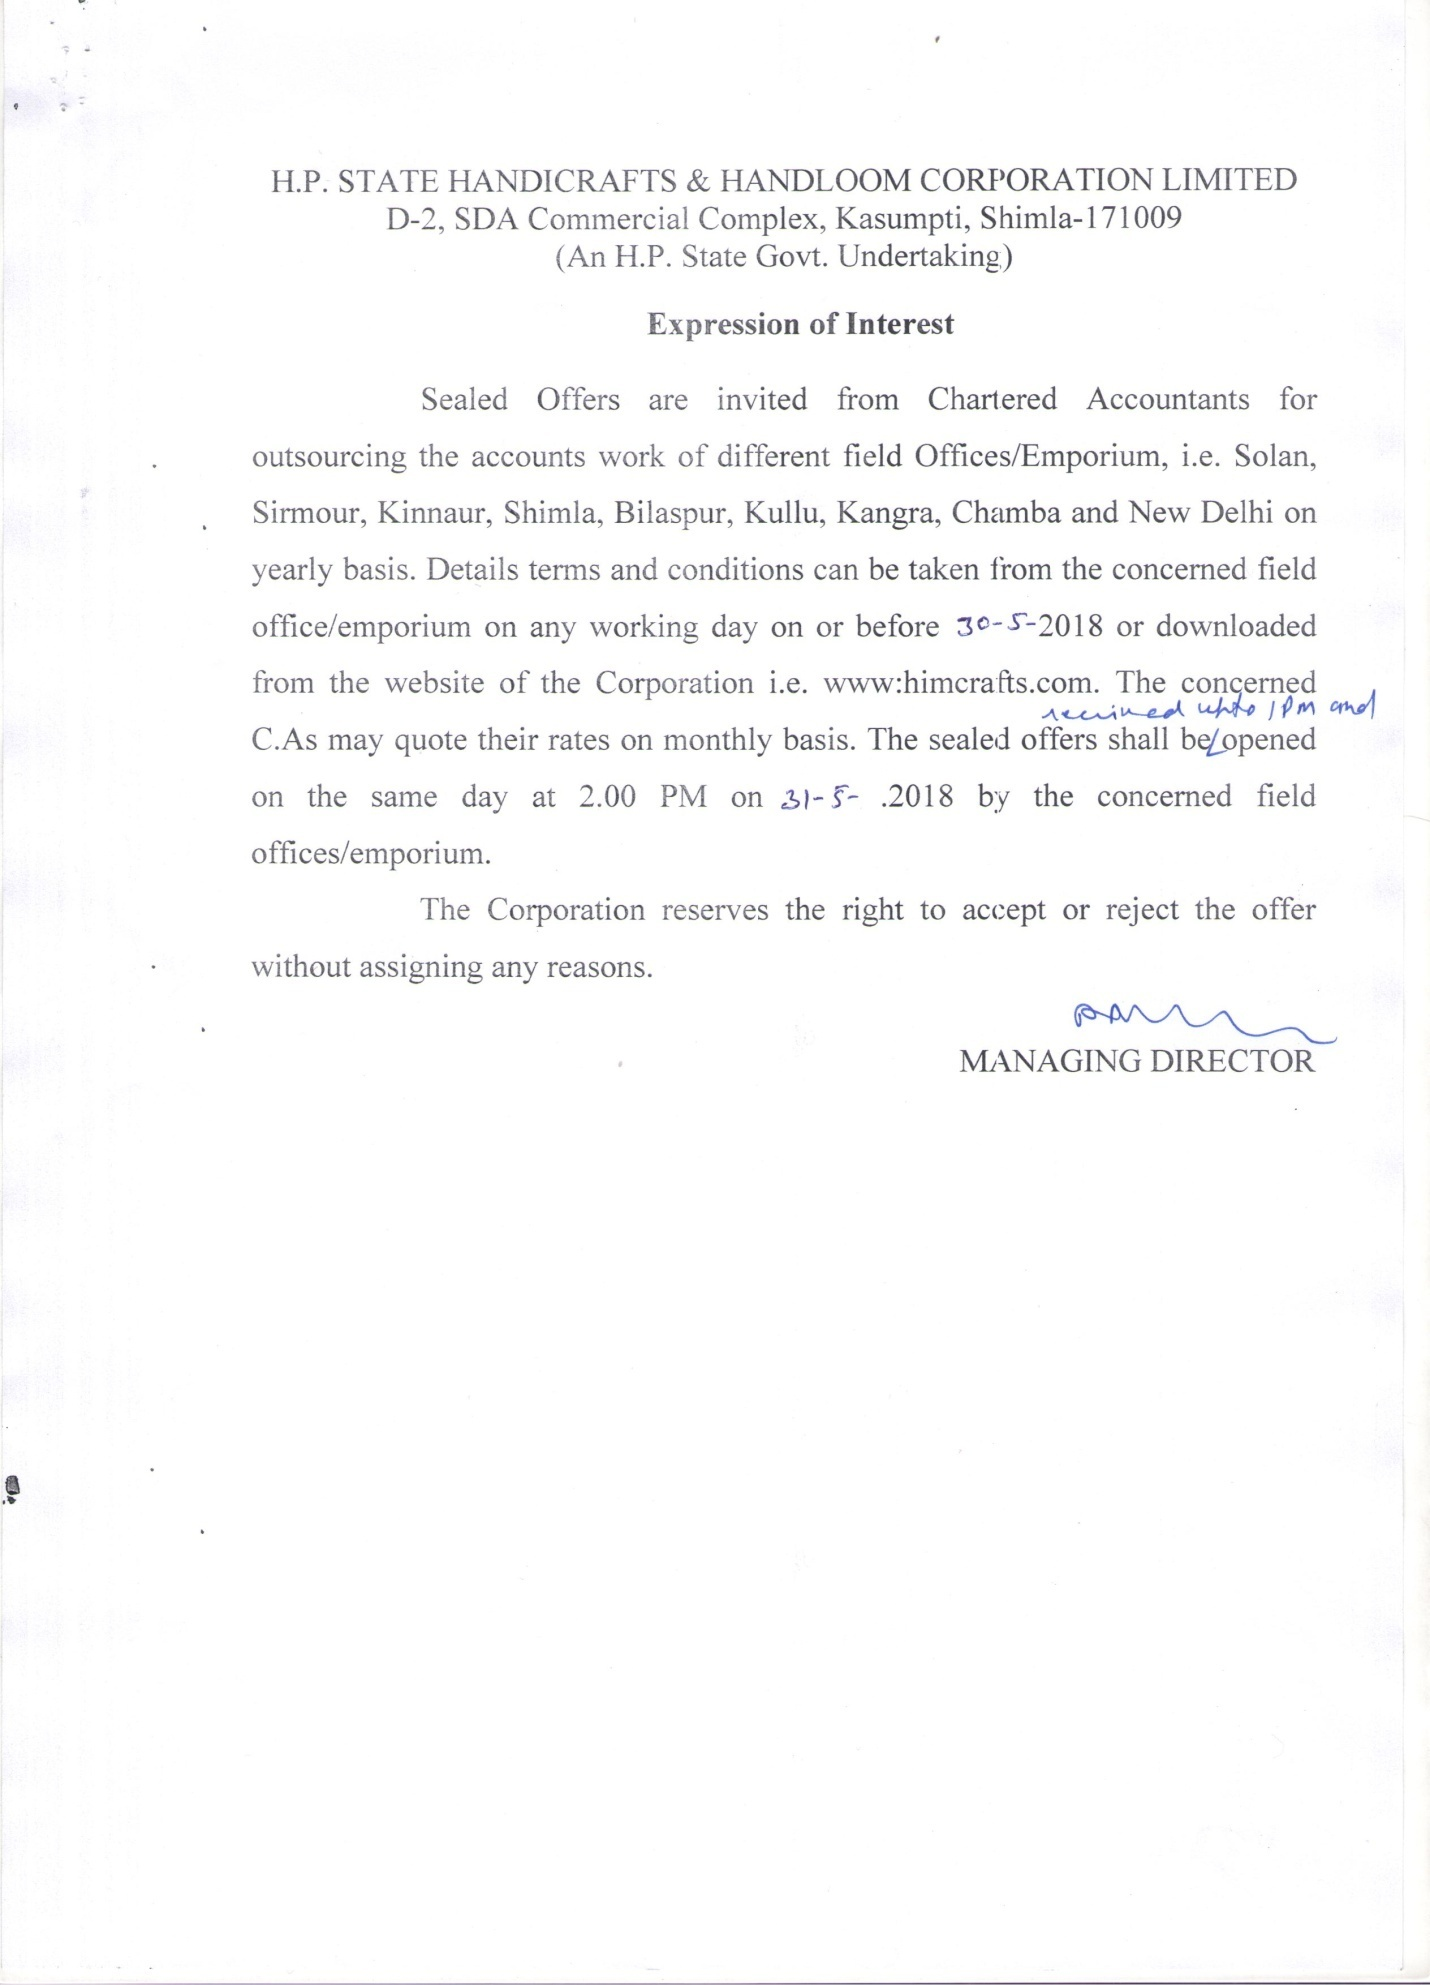 H.P. STATE HANDICRAFTS & HANDLOOM CORPORATION LIMITED
D-2, SDA Commercial Complex, Kasumpti, Shimla-171009
(An H.P. State Govt. Undertaking)
Expression of Interest
Sealed Offers are invited from Chartered Accountants for
outsourcing the accounts work of different field Offices/Emporium, i.e. Solan,
Sirmour, Kinnaur, Shimla, Bilaspur, Kullu, Kangra, Chamba and New Delhi on
yearly basis. Details terms and conditions can be taken from the concerned field
office/emporium on any working day on or before 30-5-2018 or downloaded
from the website of the Corporation i.e. www:himcrafts.com. The concerned
received upto 1PM and
C.As may quote their rates on monthly basis. The sealed offers shall be opened
on the same day at 2.00 PM on 31-5- .2018 by the concerned field
offices/emporium.
The Corporation reserves the right to accept or reject the offer
without assigning any reasons.
MANAGING DIRECTOR